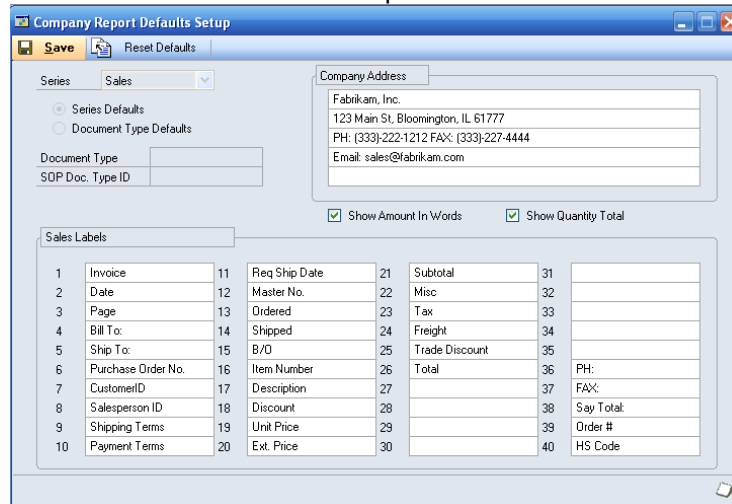 Company Report Defaults Setup
Save Reset Defaults
Series Sales
Series Defaults
Document Type Defaults
Document Type
SOP Doc. Type ID
Company Address
Fabrikam, Inc.
123 Main St, Bloomington, IL 61777
PH: (333)-222-1212 FAX: (333)-227-4444
Email: sales@fabrikam.com
Show Amount In Words Show Quantity Total
Sales Labels
1 Invoice 11 Req Ship Date 21 Subtotal 31
2 Date 12 Master No. 22 Misc 32
3 Page 13 Ordered 23 Tax 33
4 Bill To: 14 Shipped 24 Freight 34
5 Ship To: 15 B/O 25 Trade Discount 35
6 Purchase Order No. 16 Item Number 26 Total 36 PH:
7 CustomerID 17 Description 27 37 FAX:
8 Salesperson ID 18 Discount 28 38 Say Total:
9 Shipping Terms 19 Unit Price 29 39 Order #
10 Payment Terms 20 Ext. Price 30 40 HS Code